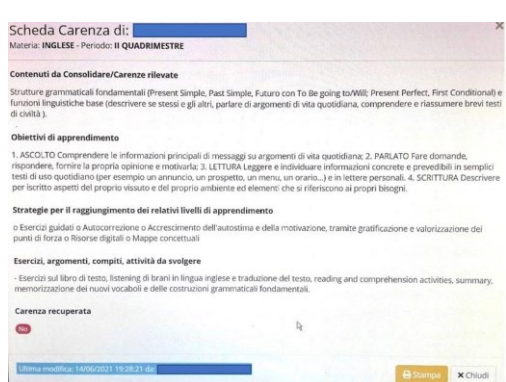 Scheda Carenza di:
×
Materia: INGLESE - Periodo: II QUADRIMESTRE
Contenuti da Consolidare/Carenze rilevate
Strutture grammaticali fondamentali (Present Simple, Past Simple, Futuro con To Be going to/Will; Present Perfect, First Conditional) e
funzioni linguistiche base (descrivere se stessi e gli altri, parlare di argomenti di vita quotidiana, comprendere e riassumere brevi testi
di civiltà ).
Obiettivi di apprendimento
1. ASCOLTO Comprendere le informazioni principali di messaggi su argomenti di vita quotidiana; 2. PARLATO Fare domande,
rispondere, fornire la propria opinione e motivarla; 3. LETTURA Leggere e individuare informazioni concrete e prevedibili in semplici
testi di uso quotidiano (per esempio un annuncio, un prospetto, un menu, un orario...) e in lettere personali. 4. SCRITTURA Descrivere
per iscritto aspetti del proprio vissuto e del proprio ambiente ed elementi che si riferiscono ai propri bisogni.
Strategie per il raggiungimento dei relativi livelli di apprendimento
o Esercizi guidati o Autocorrezione o Accrescimento dell'autostima e della motivazione, tramite gratificazione e valorizzazione dei
punti di forza o Risorse digitali o Mappe concettuali
Esercizi, argomenti, compiti, attività da svolgere
- Esercizi sul libro di testo, listening di brani in lingua inglese e traduzione del testo, reading and comprehension activities, summary,
memorizzazione dei nuovi vocaboli e delle costruzioni grammaticali fondamentali.
Carenza recuperata
No
Ultima modifica: 14/06/2021 19:28:21 da:
Stampa
× Chiudi